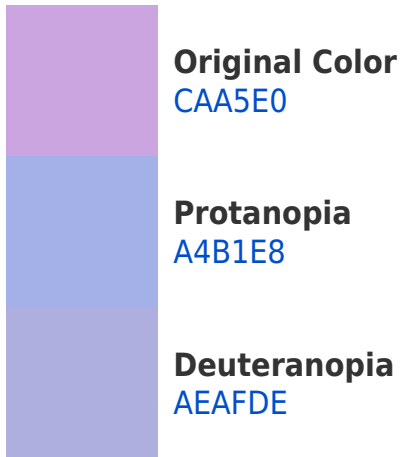 Original Color
CAA5E0
Protanopia
A4B1E8
Deuteranopia
AEAFDE